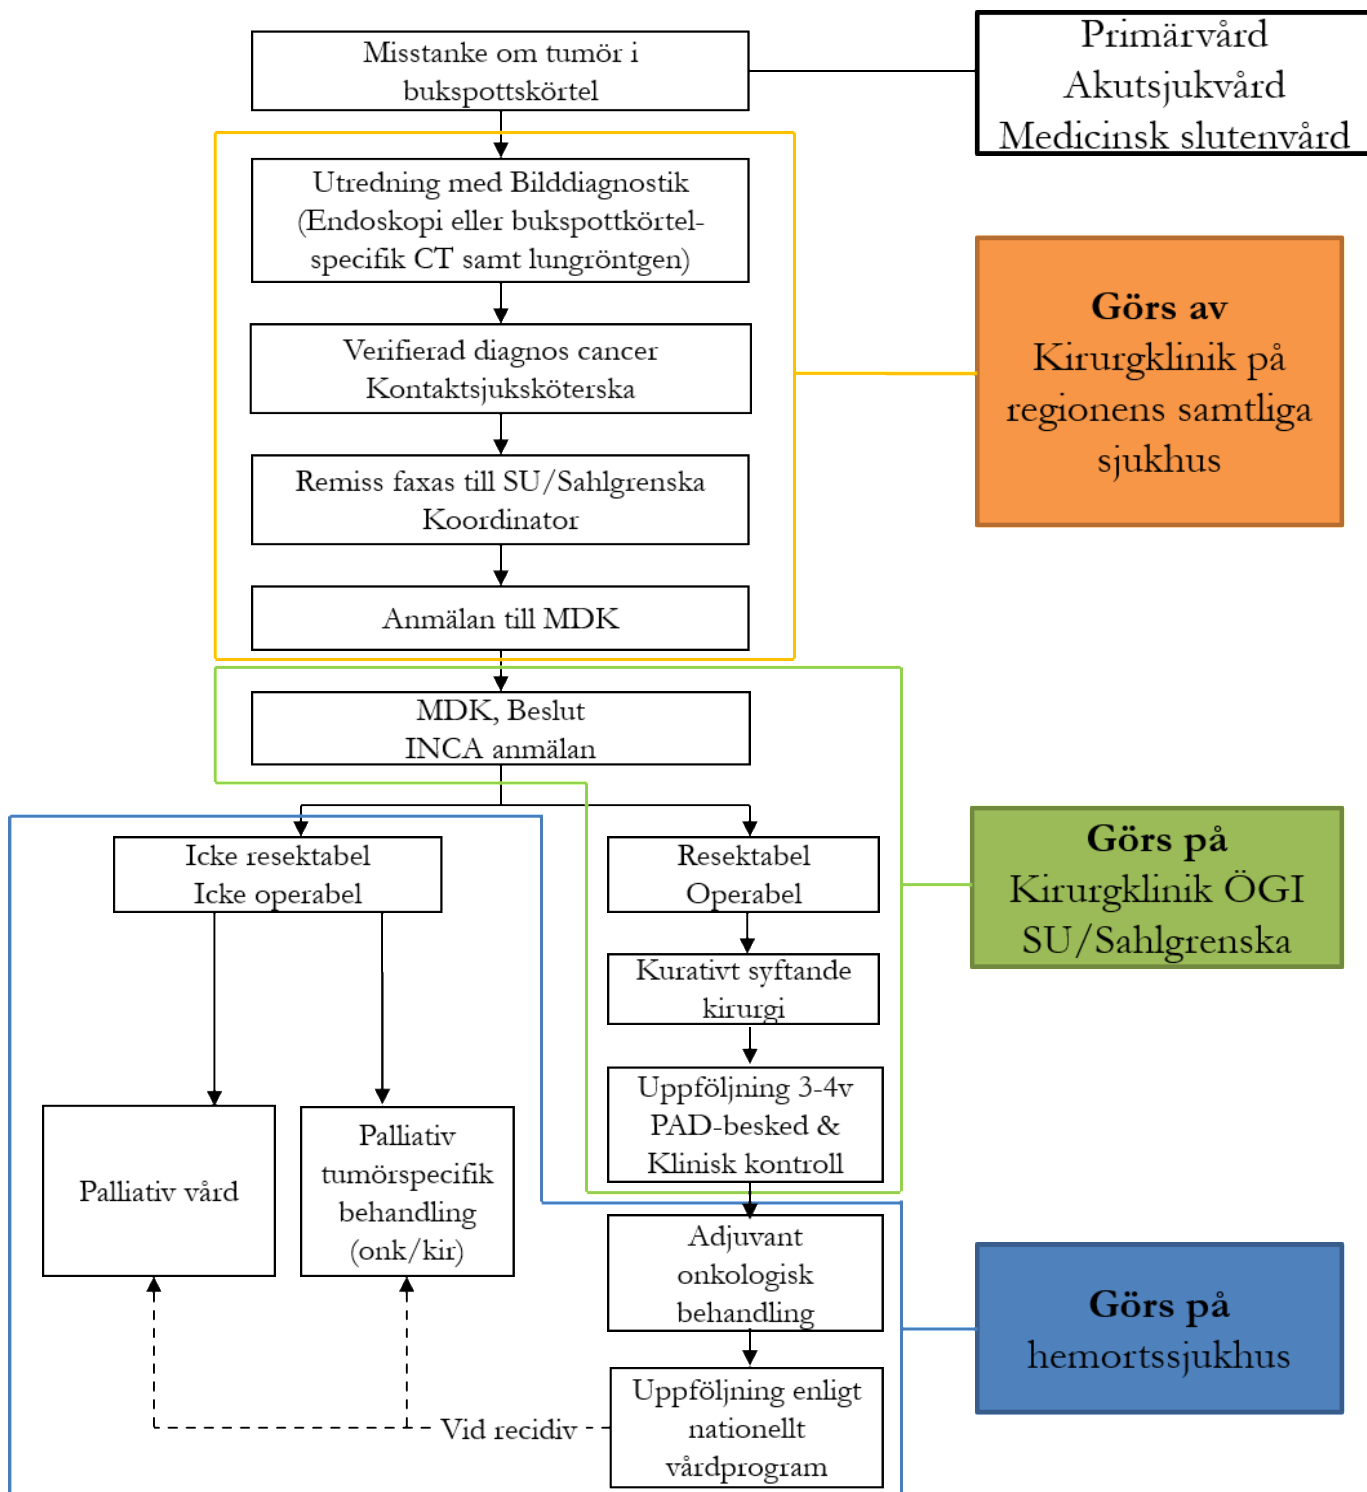 Misstanke om tumör i
bukspottskörtel
Primärvård
Akutsjukvård
Medicinsk slutenvård
Utredning med Bilddiagnostik
(Endoskopi eller bukspottkörtel-
specifik CT samt lungröntgen)
Verifierad diagnos cancer
Kontaktsjuksköterska
Remiss faxas till SU/Sahlgrenska
Koordinator
Anmälan till MDK
Görs av
Kirurgklinik på
regionens samtliga
sjukhus
MDK, Beslut
INCA anmälan
Icke resektabel
Icke operabel
Resektabel
Operabel
Kurativt syftande
kirurgi
Uppföljning 3-4v
PAD-besked &
Klinisk kontroll
Görs på
Kirurgklinik ÖGI
SU/Sahlgrenska
Palliativ vård
Palliativ
tumörspecifik
behandling
(onk/kir)
Adjuvant
onkologisk
behandling
Uppföljning enligt
nationellt
vårdprogram
Vid recidiv
Görs på
hemortssjukhus